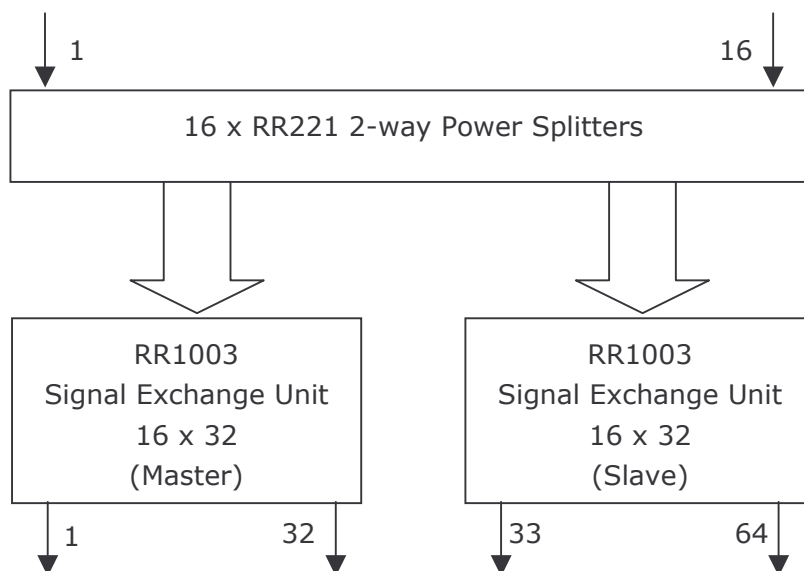 1
16
16 x RR221 2-way Power Splitters
RR1003
Signal Exchange Unit
16 x 32
(Master)
RR1003
Signal Exchange Unit
16 x 32
(Slave)
1
32
33
64